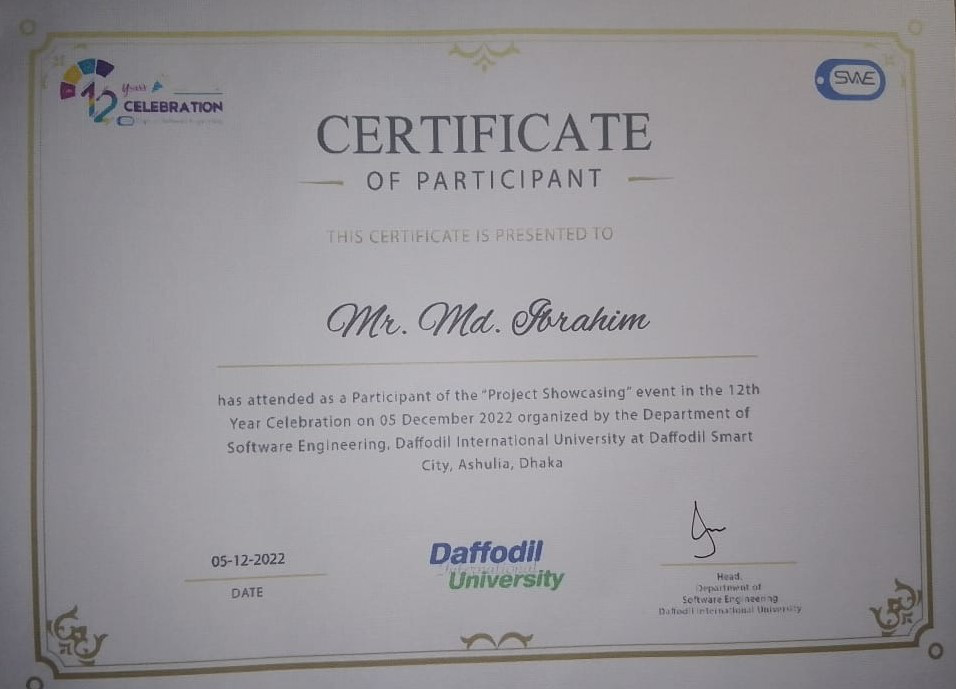 12 Years
CELEBRATION
SWE
CERTIFICATE
OF PARTICIPANT
THIS CERTIFICATE IS PRESENTED TO
Mr. Md. Ibrahim
has attended as a Participant of the "Project Showcasing" event in the 12th
Year Celebration on 05 December 2022 organized by the Department of
Software Engineering, Daffodil International University at Daffodil Smart
City, Ashulia, Dhaka
05-12-2022
DATE
Daffodil
International
University
Head,
Department of
Software Engineering
Daffodil International University